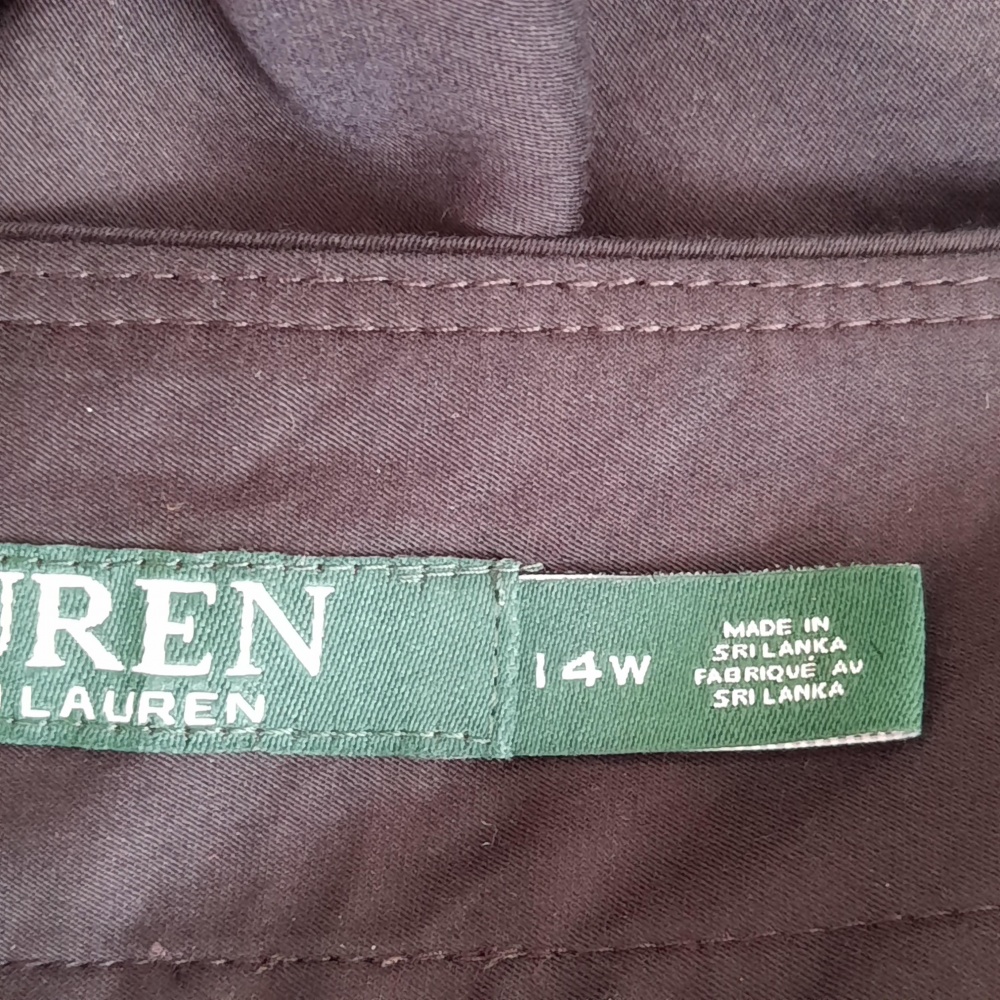 UREN
LAUREN
14W
MADE IN
SRI LANKA
FABRIQUÉ AU
SRI LANKA